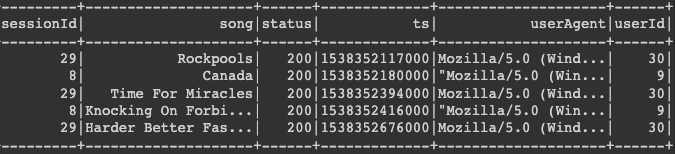 ---------+------------------+------+-------------+--------------------+------+
sessionId|              song|status|           ts|           userAgent|userId|
---------+------------------+------+-------------+--------------------+------+
       29|         Rockpools|   200|1538352117000|Mozilla/5.0 (Wind...|    30|
        8|            Canada|   200|1538352180000|"Mozilla/5.0 (Win...|     9|
       29|  Time For Miracles|   200|1538352394000|Mozilla/5.0 (Wind...|    30|
        8|Knocking On Forbi...|   200|1538352416000|"Mozilla/5.0 (Win...|     9|
       29|Harder Better Fas...|   200|1538352676000|Mozilla/5.0 (Wind...|    30|
---------+------------------+------+-------------+--------------------+------+